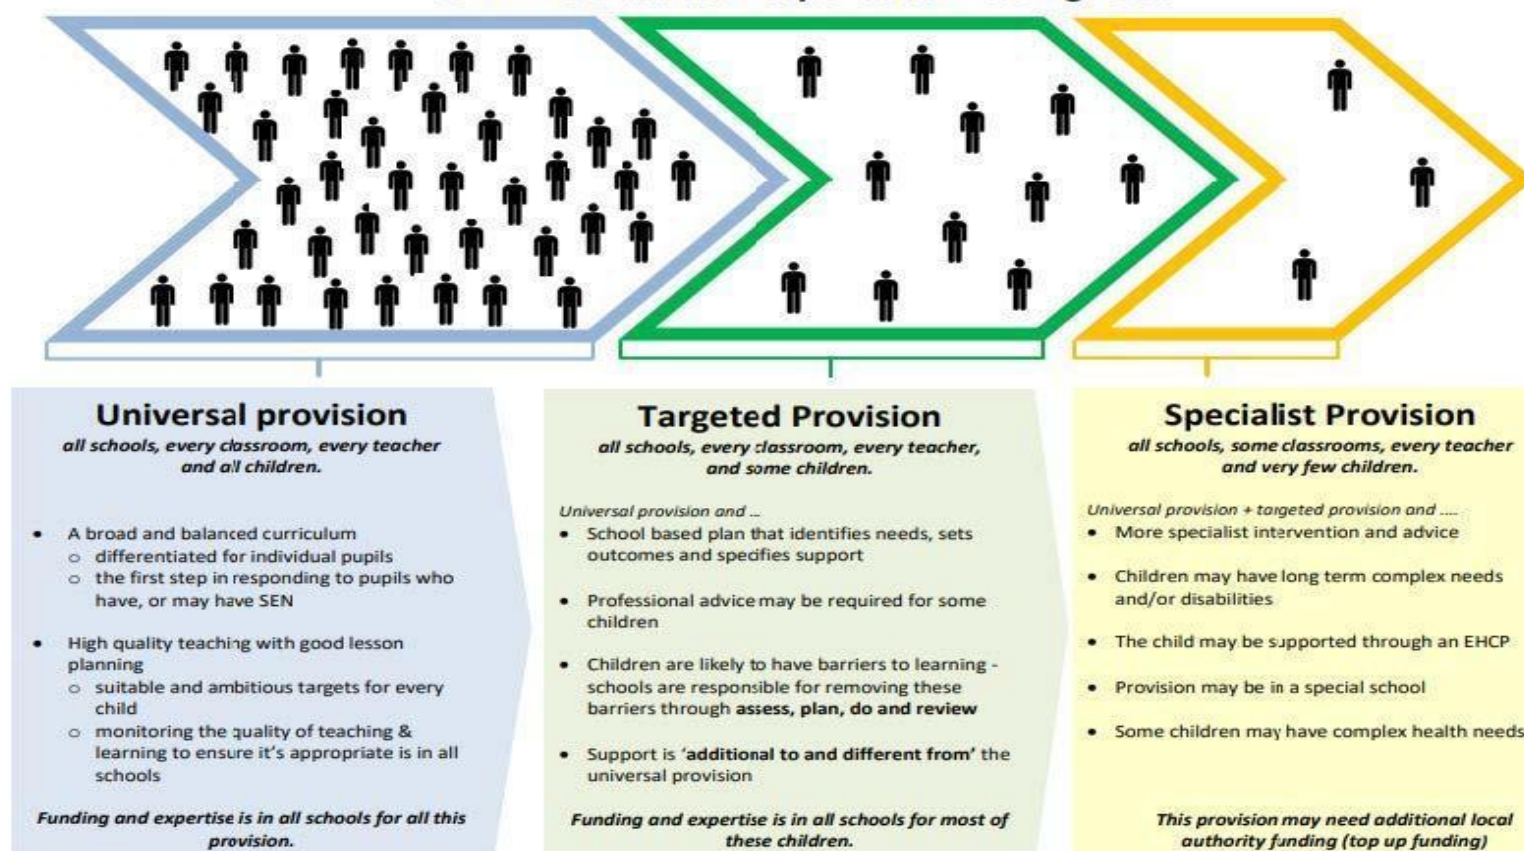 Universal provision
all schools, every classroom, every teacher
and all children.
• A broad and balanced curriculum
o differentiated for individual pupils
o the first step in responding to pupils who
have, or may have SEN
• High quality teaching with good lesson
planning
o suitable and ambitious targets for every
child
o monitoring the quality of teaching &
learning to ensure it's appropriate is in all
schools
Funding and expertise is in all schools for all this
provision.
Targeted Provision
all schools, every classroom, every teacher,
and some children.
Universal provision and ...
• School based plan that identifies needs, sets
outcomes and specifies support
• Professional advice may be required for some
children
• Children are likely to have barriers to learning -
schools are responsible for removing these
barriers through assess, plan, do and review
• Support is 'additional to and different from' the
universal provision
Funding and expertise is in all schools for most of
these children.
Specialist Provision
all schools, some classrooms, every teacher
and very few children.
Universal provision + targeted provision and ....
• More specialist intervention and advice
• Children may have long term complex needs
and/or disabilities
• The child may be supported through an EHCP
• Provision may be in a special school
• Some children may have complex health needs
This provision may need additional local
authority funding (top up funding)